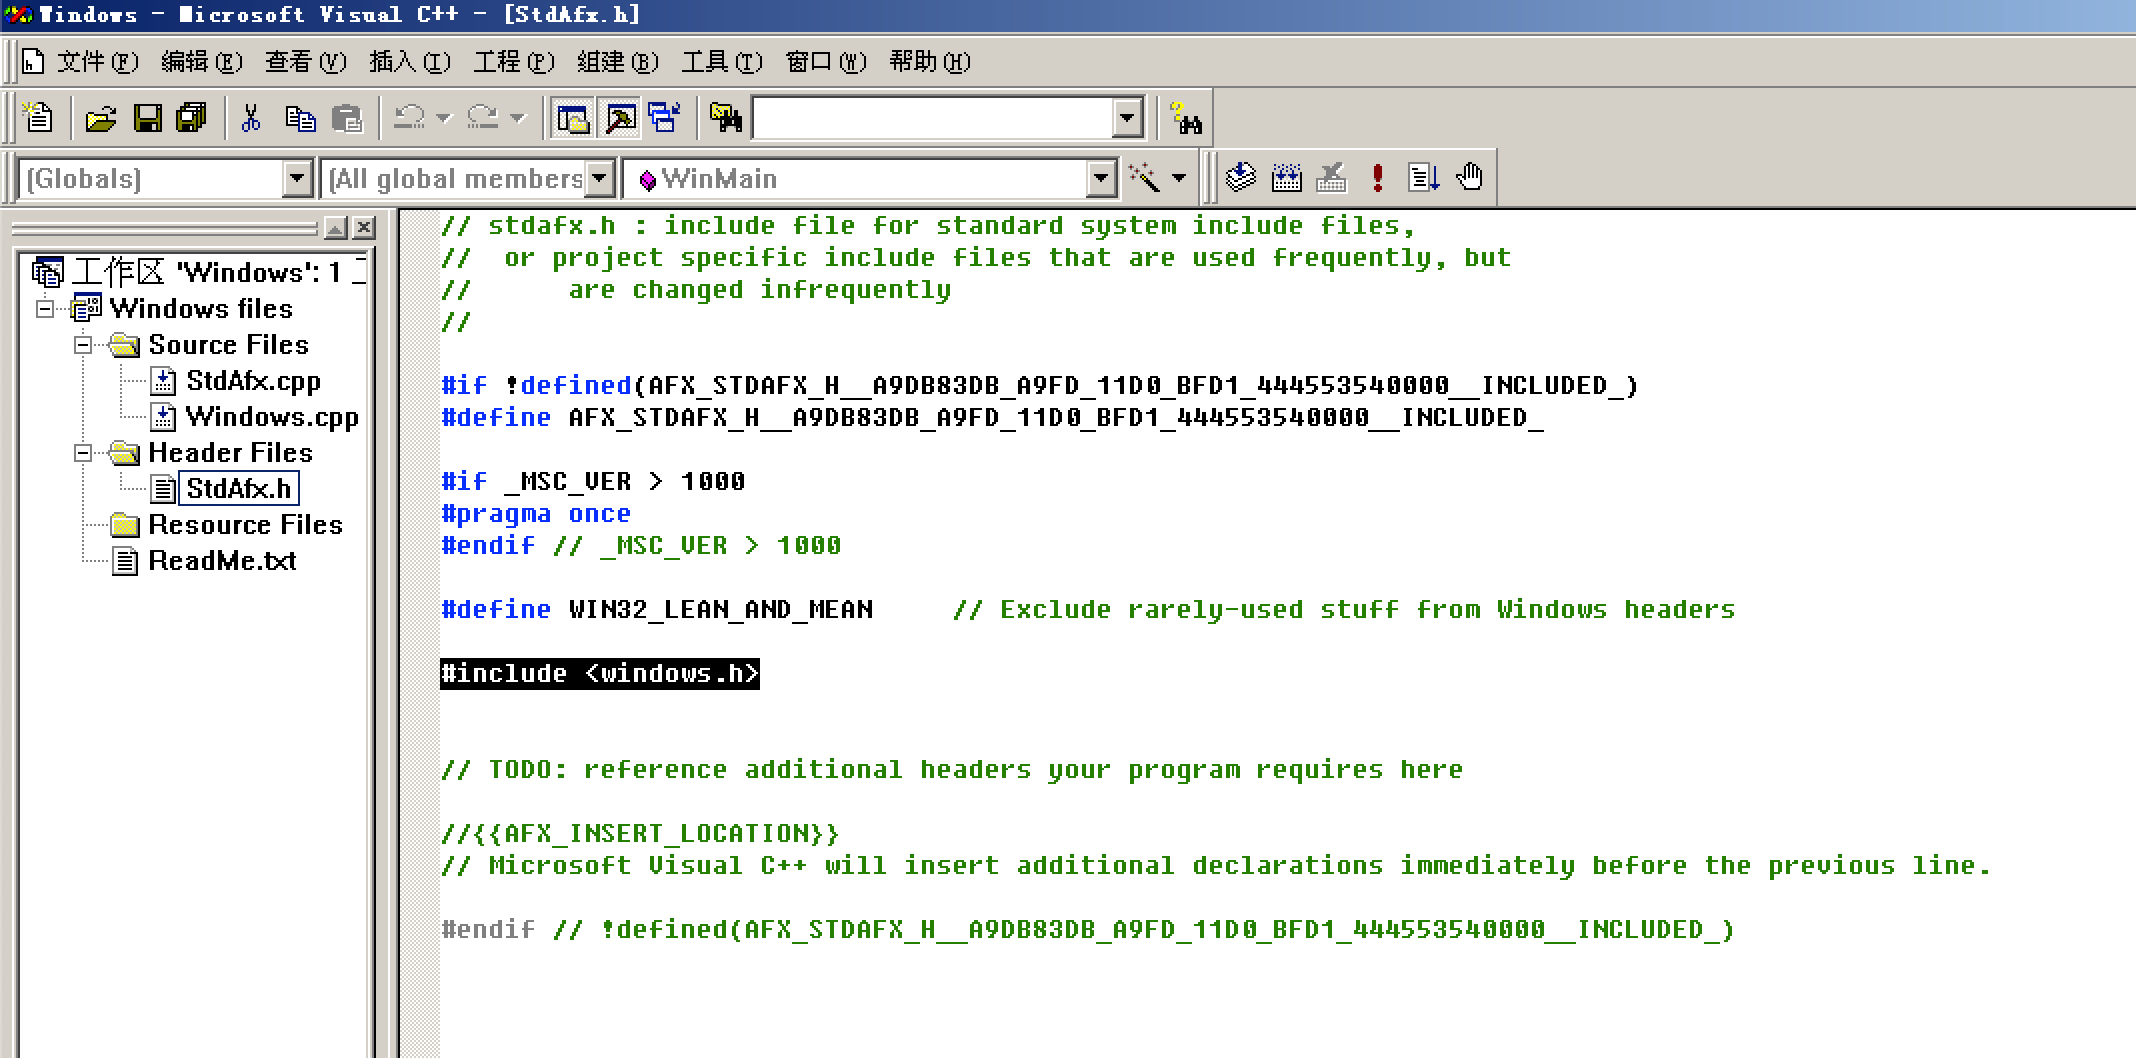 Windows - Microsoft Visual C++ - [StdAfx.h]
文件(F) 编辑(E) 查看(V) 插入(I) 工程(P) 组建(B) 工具(T) 窗口(W) 帮助(H)
(Globals) (All global members WinMain
工作区 'Windows': 1 工
Windows files
Source Files
StdAfx.cpp
Windows.cpp
Header Files
StdAfx.h
Resource Files
ReadMe.txt
// stdafx.h : include file for standard system include files,
//  or project specific include files that are used frequently, but
//      are changed infrequently
//
#if !defined(AFX_STDAFX_H__A9DB83DB_A9FD_11D0_BFD1_444553540000__INCLUDED_)
#define AFX_STDAFX_H__A9DB83DB_A9FD_11D0_BFD1_444553540000__INCLUDED_
#if _MSC_VER > 1000
#pragma once
#endif // _MSC_VER > 1000
#define WIN32_LEAN_AND_MEAN     // Exclude rarely-used stuff from Windows headers
#include <windows.h>
// TODO: reference additional headers your program requires here
//{{AFX_INSERT_LOCATION}}
// Microsoft Visual C++ will insert additional declarations immediately before the previous line.
#endif // !defined(AFX_STDAFX_H__A9DB83DB_A9FD_11D0_BFD1_444553540000__INCLUDED_)